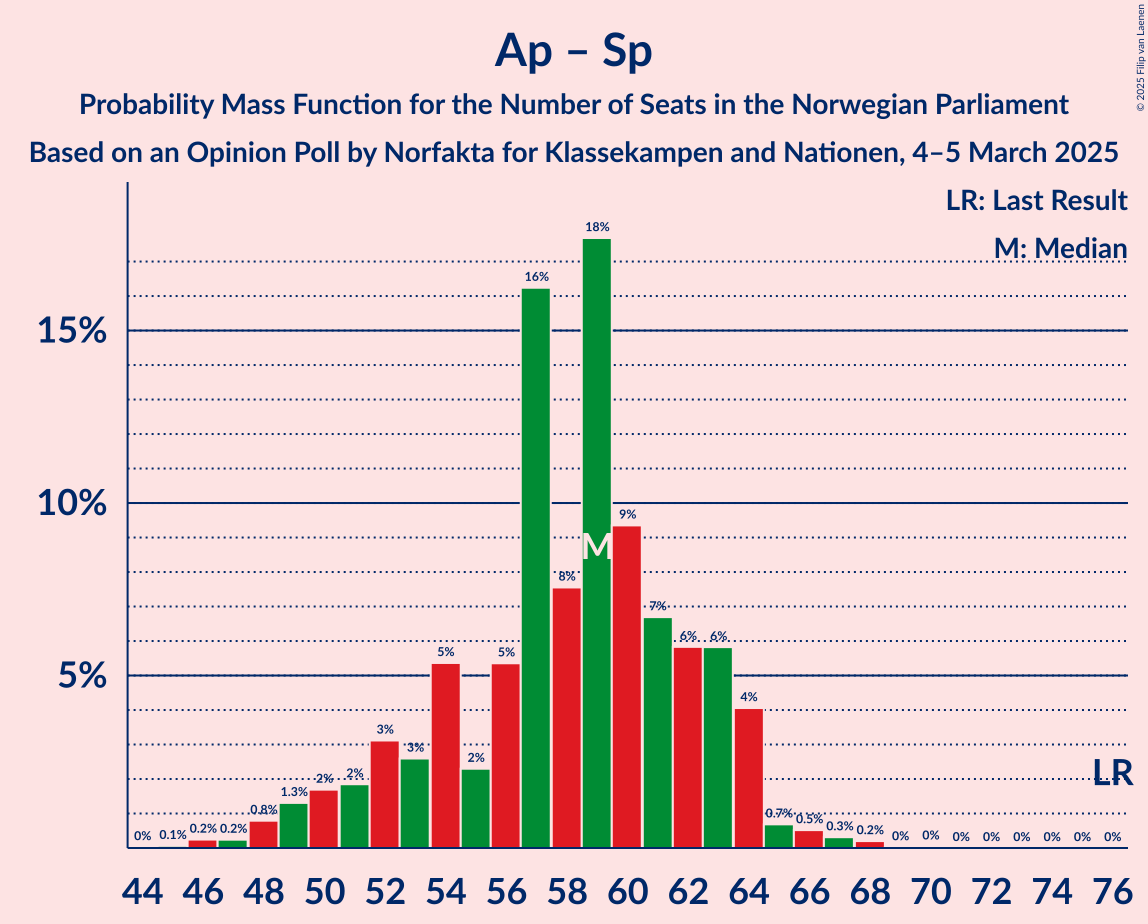 Ap – Sp
Probability Mass Function for the Number of Seats in the Norwegian Parliament
Based on an Opinion Poll by Norfakta for Klassekampen and Nationen, 4–5 March 2025
© 2025 Filip van Laenen
LR: Last Result
M: Median
15%
10%
5%
0% 0.1% 0.2% 0.2% 0.8% 1.3% 2% 2% 3% 3% 5% 2% 5% 16% 8% 18% 9% 7% 6% 6% 4% 0.7% 0.5% 0.3% 0.2% 0% 0% 0% 0% 0% 0% 0% 0%
M
LR
44 46 48 50 52 54 56 58 60 62 64 66 68 70 72 74 76